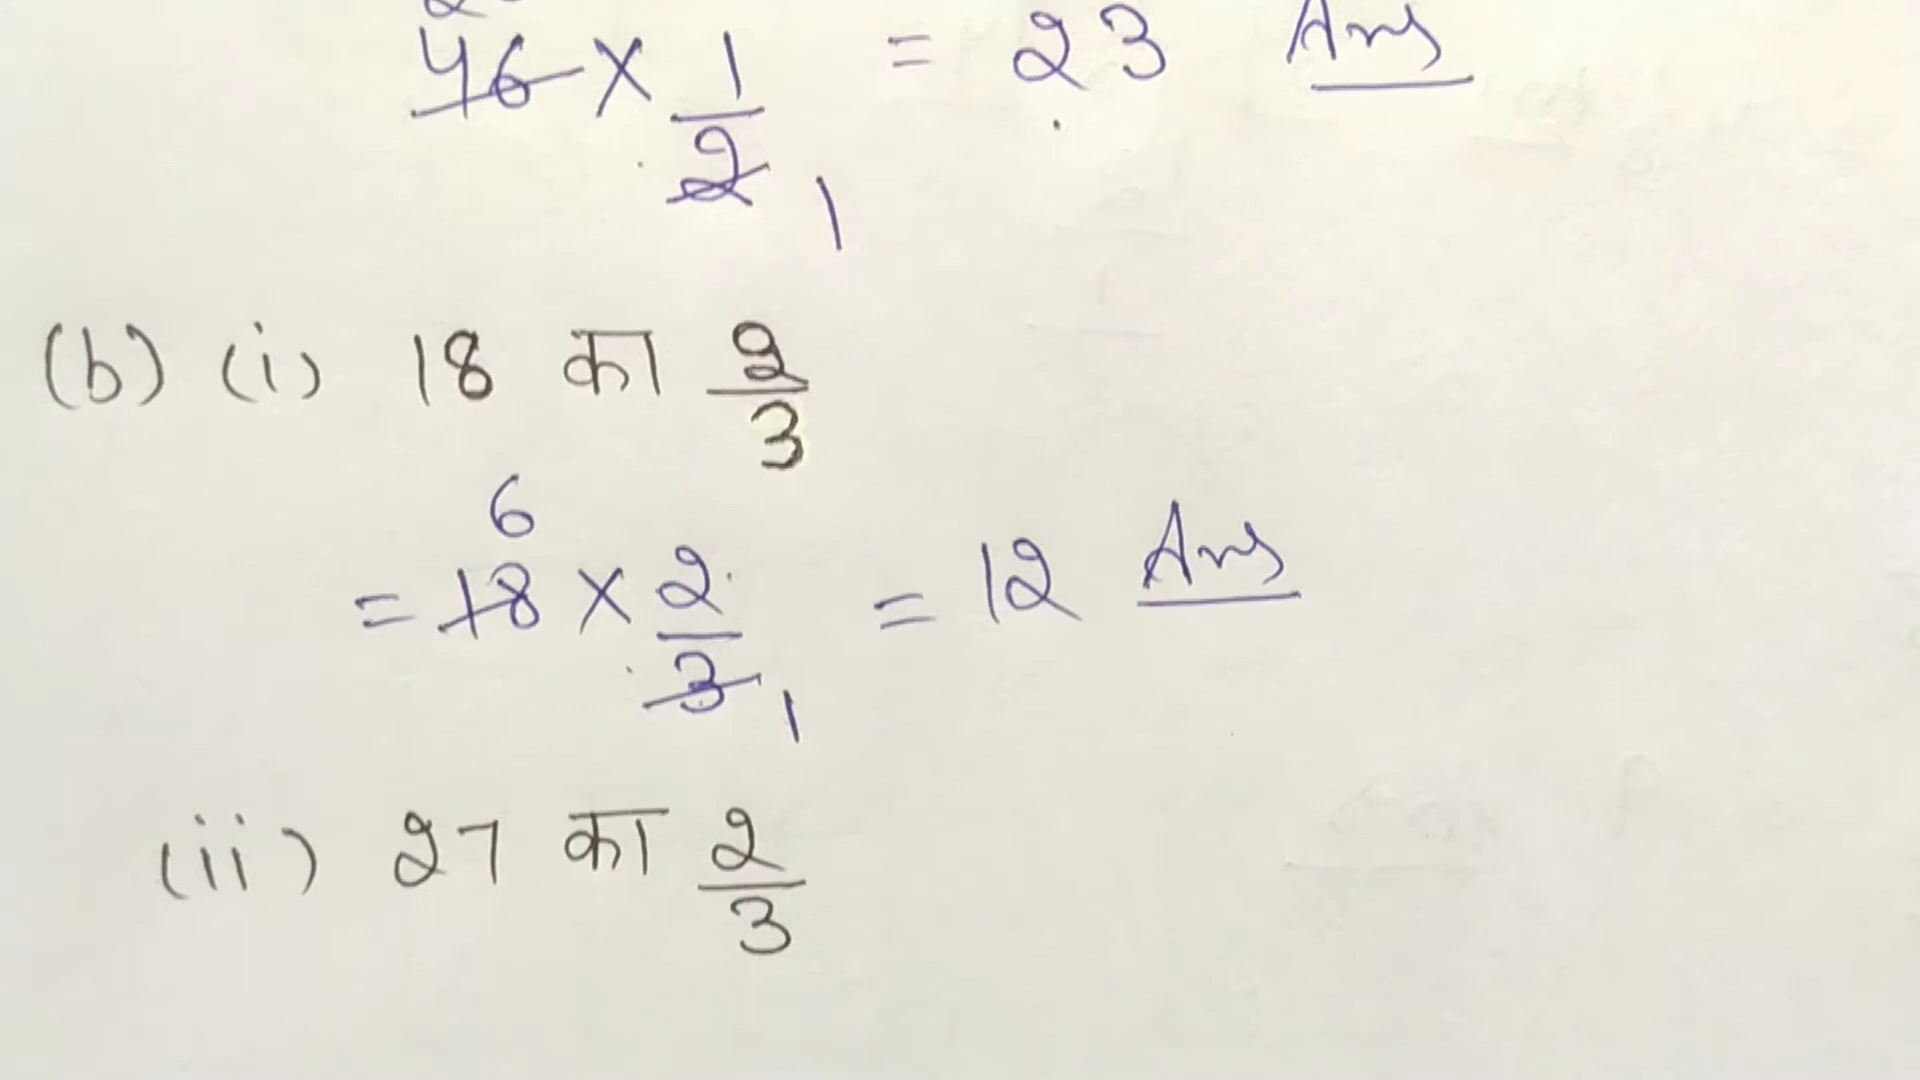 46 × 1/2 = 23 Ans
1
(b) (i) 18 का 2/3
6
= 18 × 2/3 = 12 Ans
1
(ii) 27 का 2/3